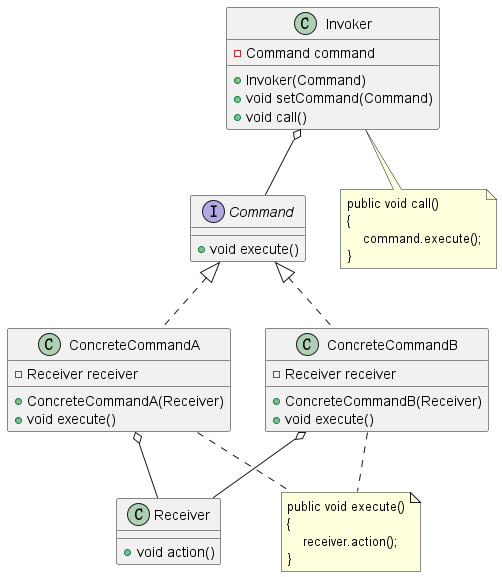 C Invoker
Command command
Invoker(Command)
void setCommand(Command)
void call()
I Command
void execute()
public void call()
{
command.execute();
}
C ConcreteCommandA
Receiver receiver
ConcreteCommandA(Receiver)
void execute()
C ConcreteCommandB
Receiver receiver
ConcreteCommandB(Receiver)
void execute()
C Receiver
void action()
public void execute()
{
receiver.action();
}